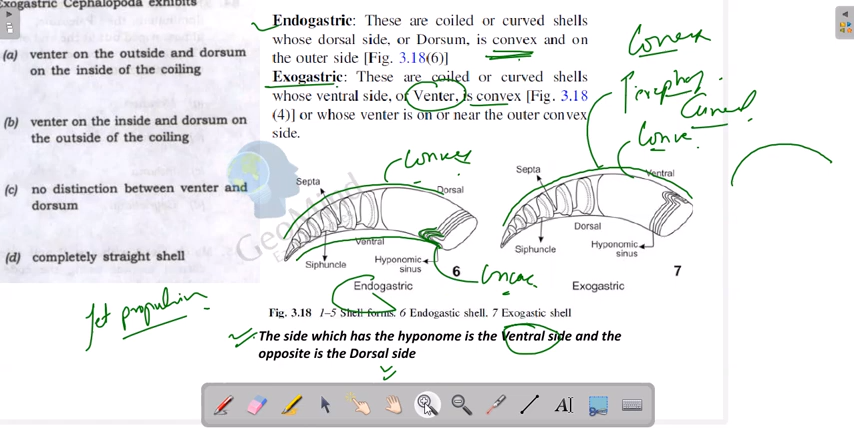 Exogastric Cephalopoda exhibits
(a) venter on the outside and dorsum
on the inside of the coiling
(b) venter on the inside and dorsum on
the outside of the coiling
(c) no distinction between venter and
dorsum
(d) completely straight shell
Jet propulsion
Endogastric: These are coiled or curved shells
whose dorsal side, or Dorsum, is convex and on
the outer side [Fig. 3.18(6)]
Exogastric: These are coiled or curved shells
whose ventral side, or Venter, is convex [Fig. 3.18
(4)] or whose venter is on or near the outer convex
side.
Convex
Curved
Convex
Septa
Dorsal
Ventral
Siphuncle
Hyponomic
sinus
6
Endogastric
Concave
Conve
Septa
Ventral
Dorsal
Siphuncle
Hyponomic
sinus
7
Exogastric
GeoMind
Fig. 3.18 1–5 Shell forms. 6 Endogastic shell. 7 Exogastic shell
The side which has the hyponome is the Ventral side and the
opposite is the Dorsal side
A